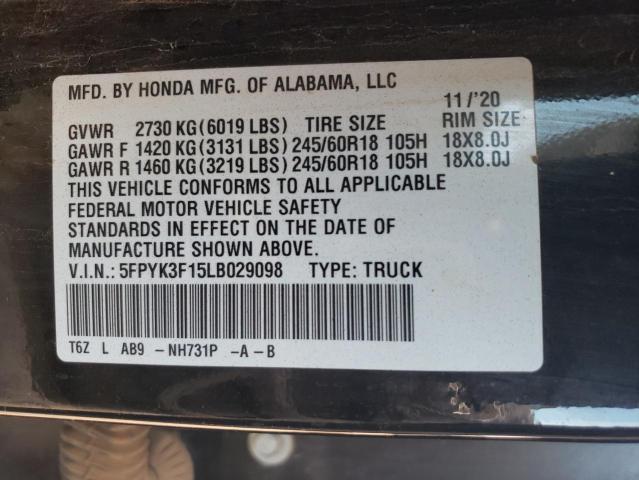 MFD. BY HONDA MFG. OF ALABAMA, LLC
11/'20
GVWR 2730 KG(6019 LBS) TIRE SIZE RIM SIZE
GAWR F 1420 KG(3131 LBS) 245/60R18 105H 18X8.0J
GAWR R 1460 KG(3219 LBS) 245/60R18 105H 18X8.0J
THIS VEHICLE CONFORMS TO ALL APPLICABLE
FEDERAL MOTOR VEHICLE SAFETY
STANDARDS IN EFFECT ON THE DATE OF
MANUFACTURE SHOWN ABOVE.
V.I.N.: 5FPYK3F15LB029098 TYPE: TRUCK
T6Z L AB9 - NH731P -A-B